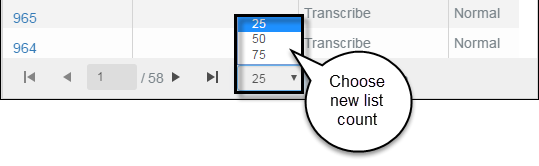 965 Transcribe Normal
25
50
964 Transcribe Normal
75
1 / 58 25
Choose
new list
count